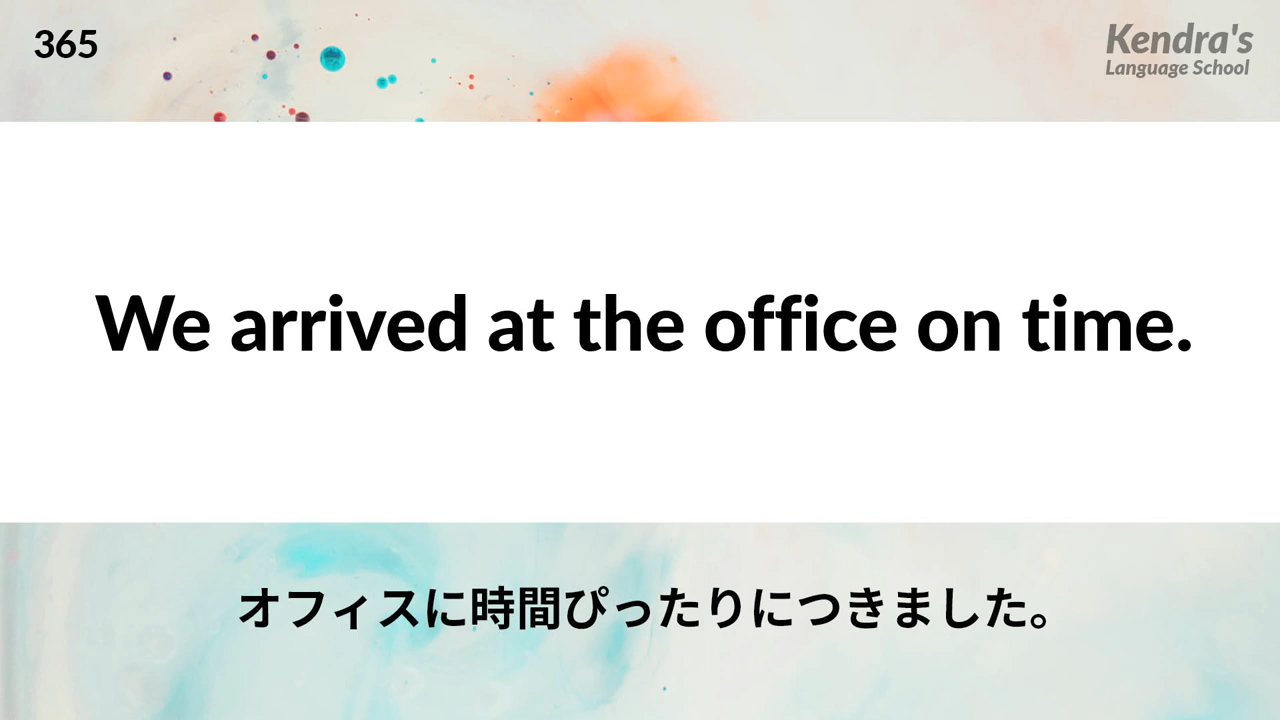 365
Kendra's
Language School
We arrived at the office on time.
オフィスに時間ぴったりにつきました。